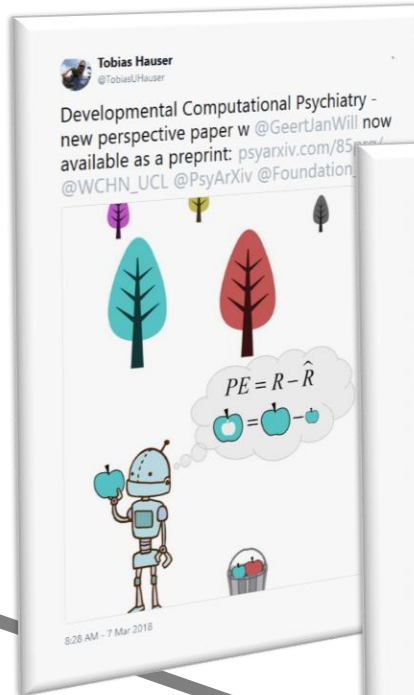 Tobias Hauser
@TobiasUHauser
Developmental Computational Psychiatry -
new perspective paper w @GeertJanWill now
available as a preprint: psyarxiv.com/85
@WCHN_UCL @PsyArXiv @Foundation_
PE = R - R̂
= -
8:28 AM - 7 Mar 2018